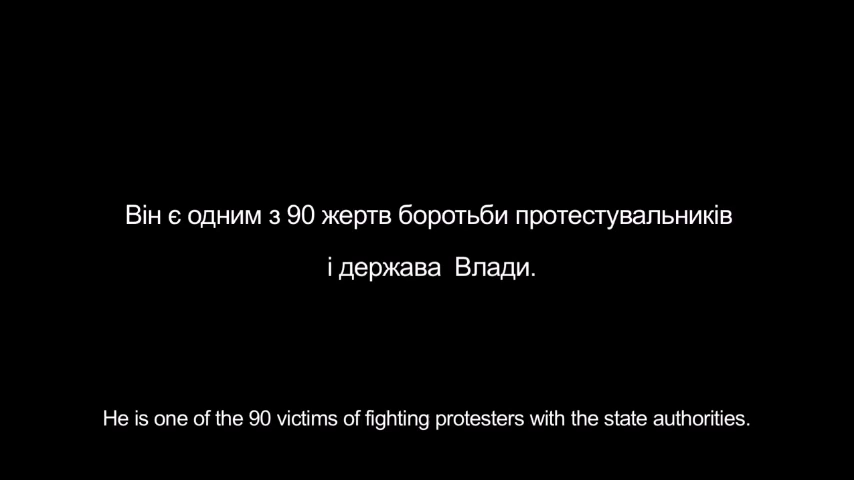 Він є одним з 90 жертв боротьби протестувальників
і держава  Влади.
He is one of the 90 victims of fighting protesters with the state authorities.